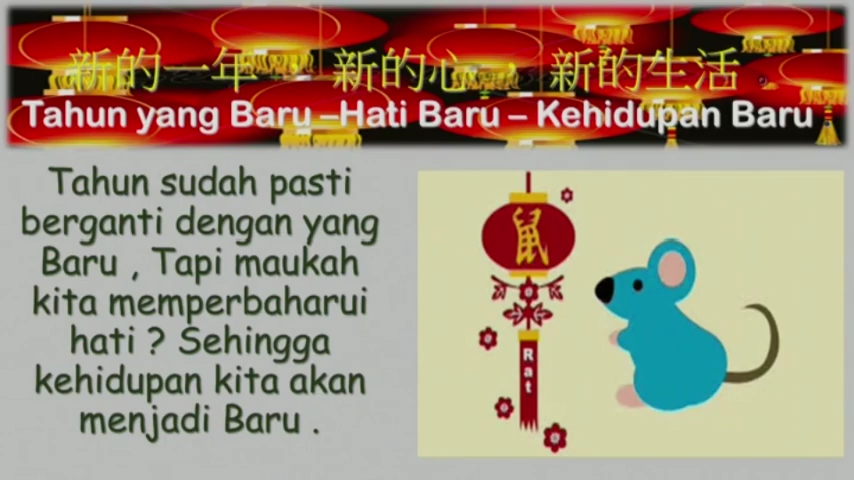 新的一年 ， 新的心 ， 新的生活
Tahun yang Baru –Hati Baru – Kehidupan Baru
Tahun sudah pasti
berganti dengan yang
Baru , Tapi maukah
kita memperbaharui
hati ? Sehingga
kehidupan kita akan
menjadi Baru .
鼠
Rat